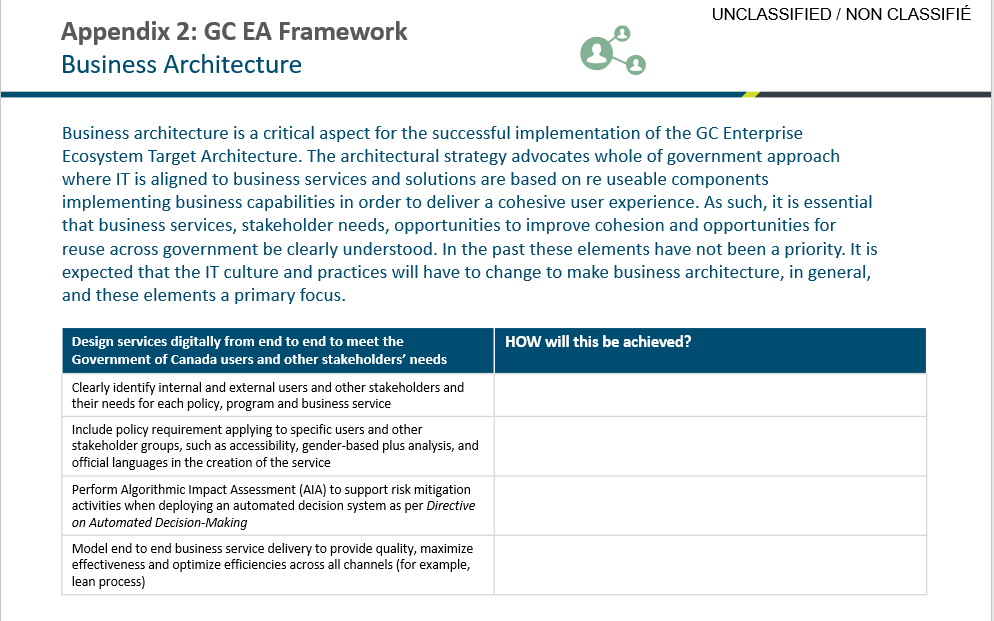 UNCLASSIFIED / NON CLASSIFIÉ
Appendix 2: GC EA Framework
Business Architecture
Business architecture is a critical aspect for the successful implementation of the GC Enterprise
Ecosystem Target Architecture. The architectural strategy advocates whole of government approach
where IT is aligned to business services and solutions are based on re useable components
implementing business capabilities in order to deliver a cohesive user experience. As such, it is essential
that business services, stakeholder needs, opportunities to improve cohesion and opportunities for
reuse across government be clearly understood. In the past these elements have not been a priority. It is
expected that the IT culture and practices will have to change to make business architecture, in general,
and these elements a primary focus.
Design services digitally from end to end to meet the
Government of Canada users and other stakeholders’ needs
HOW will this be achieved?
Clearly identify internal and external users and other stakeholders and
their needs for each policy, program and business service
Include policy requirement applying to specific users and other
stakeholder groups, such as accessibility, gender-based plus analysis, and
official languages in the creation of the service
Perform Algorithmic Impact Assessment (AIA) to support risk mitigation
activities when deploying an automated decision system as per Directive
on Automated Decision-Making
Model end to end business service delivery to provide quality, maximize
effectiveness and optimize efficiencies across all channels (for example,
lean process)